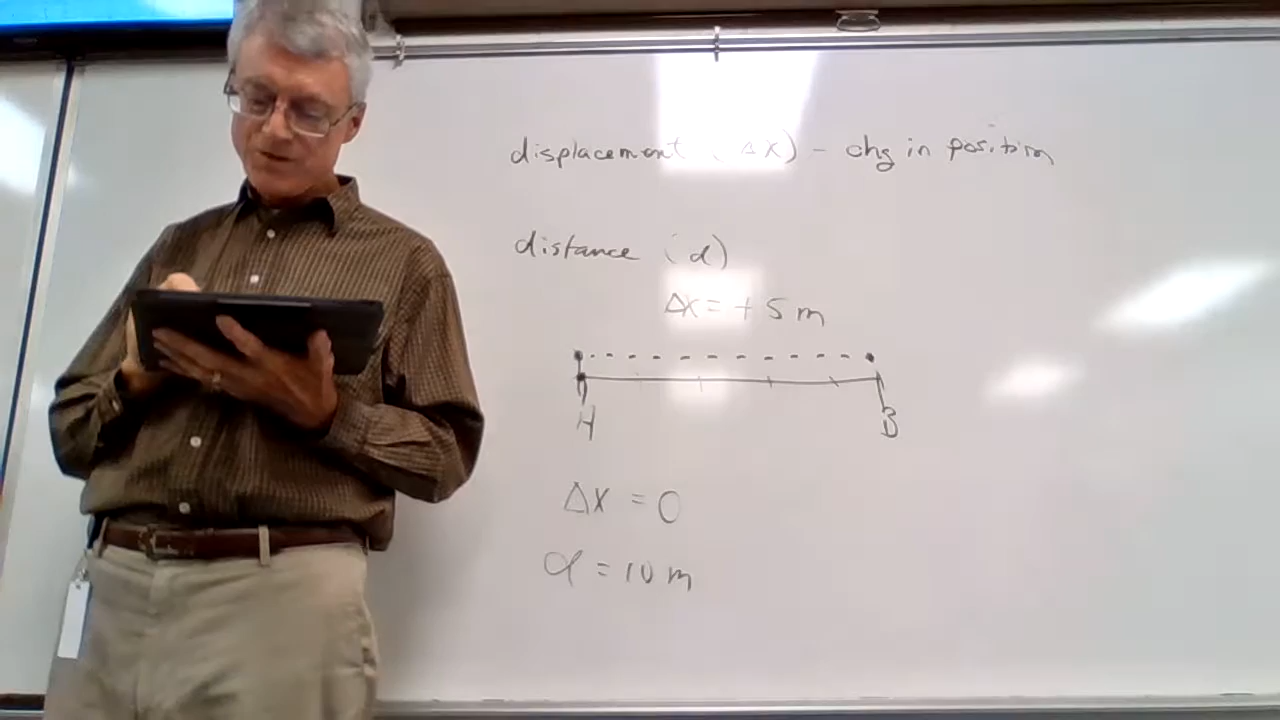 displacement (ΔX) - chg in position
distance (d)
ΔX = + 5 m
H B
ΔX = 0
d = 10 m